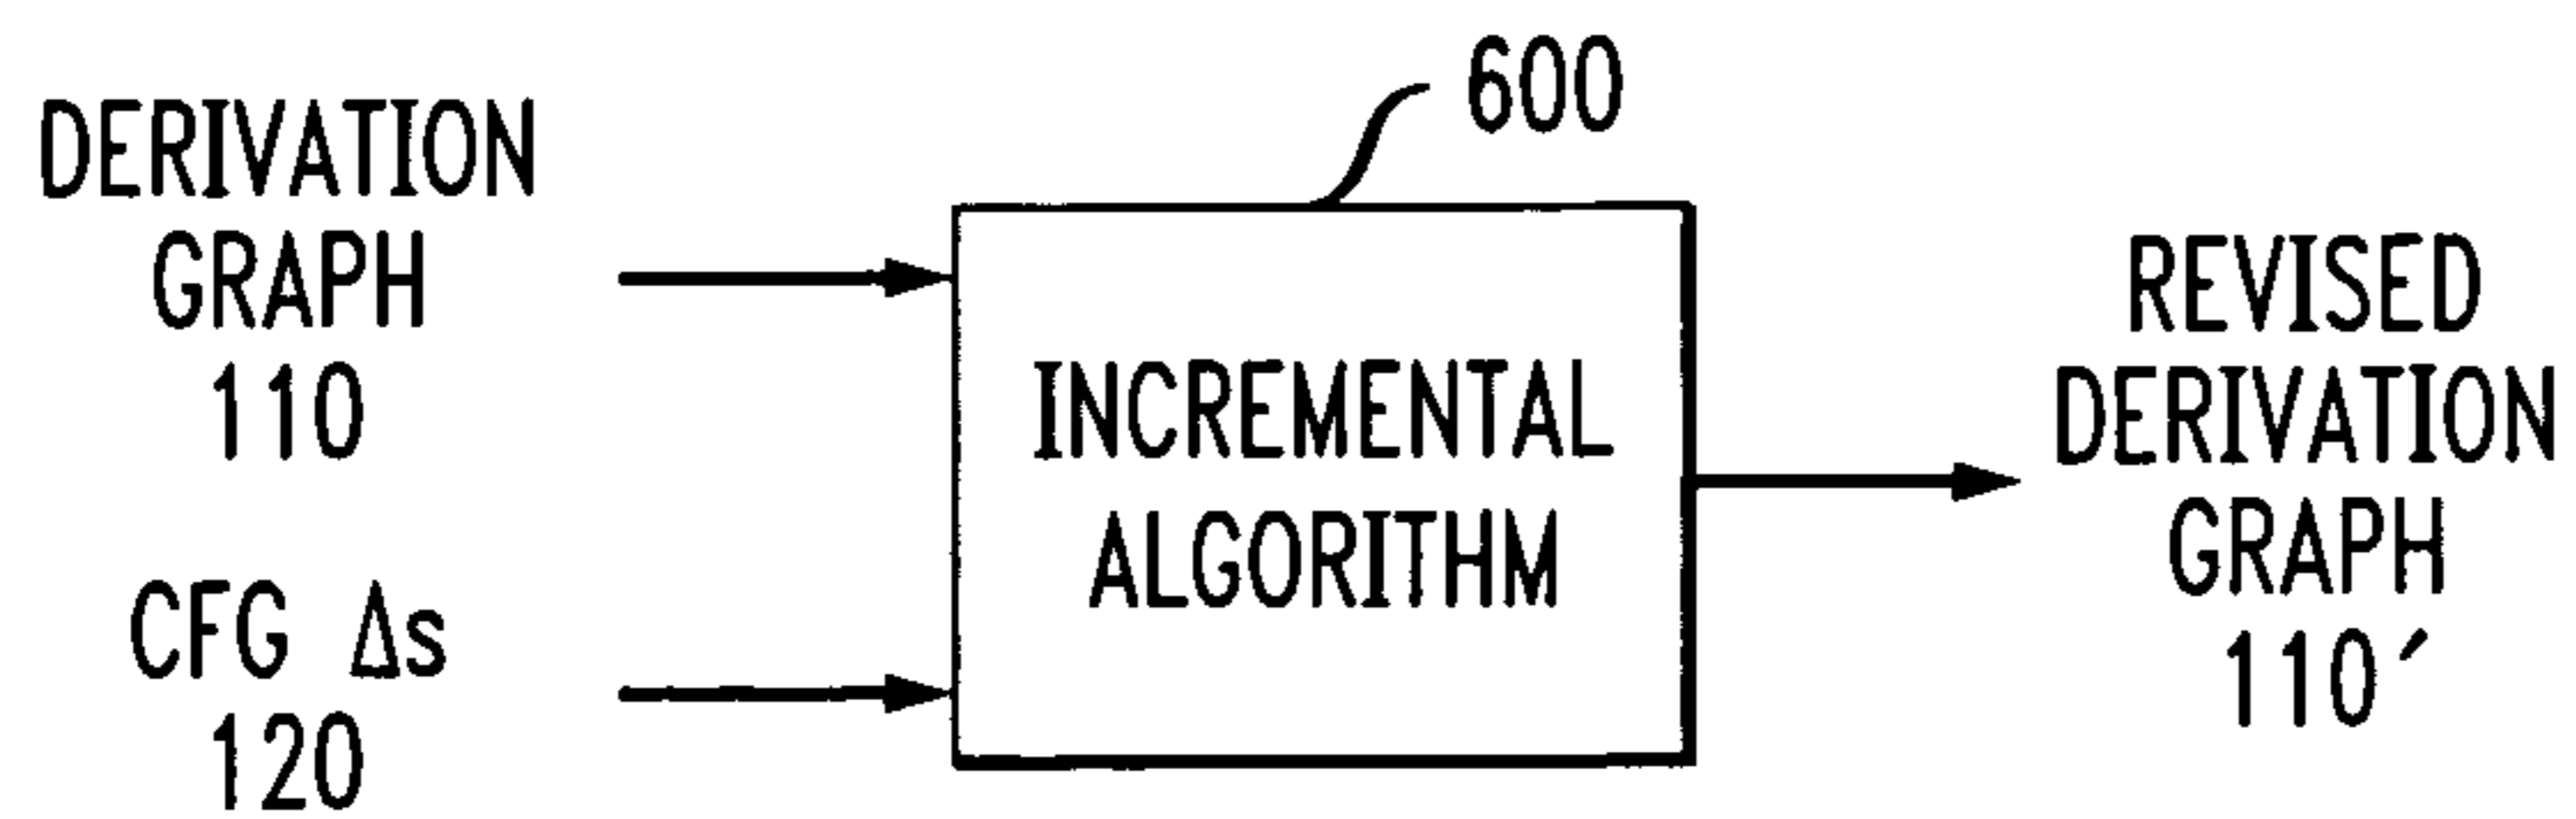 DERIVATION
GRAPH
110
CFG Δs
120
600
INCREMENTAL
ALGORITHM
REVISED
DERIVATION
GRAPH
110′